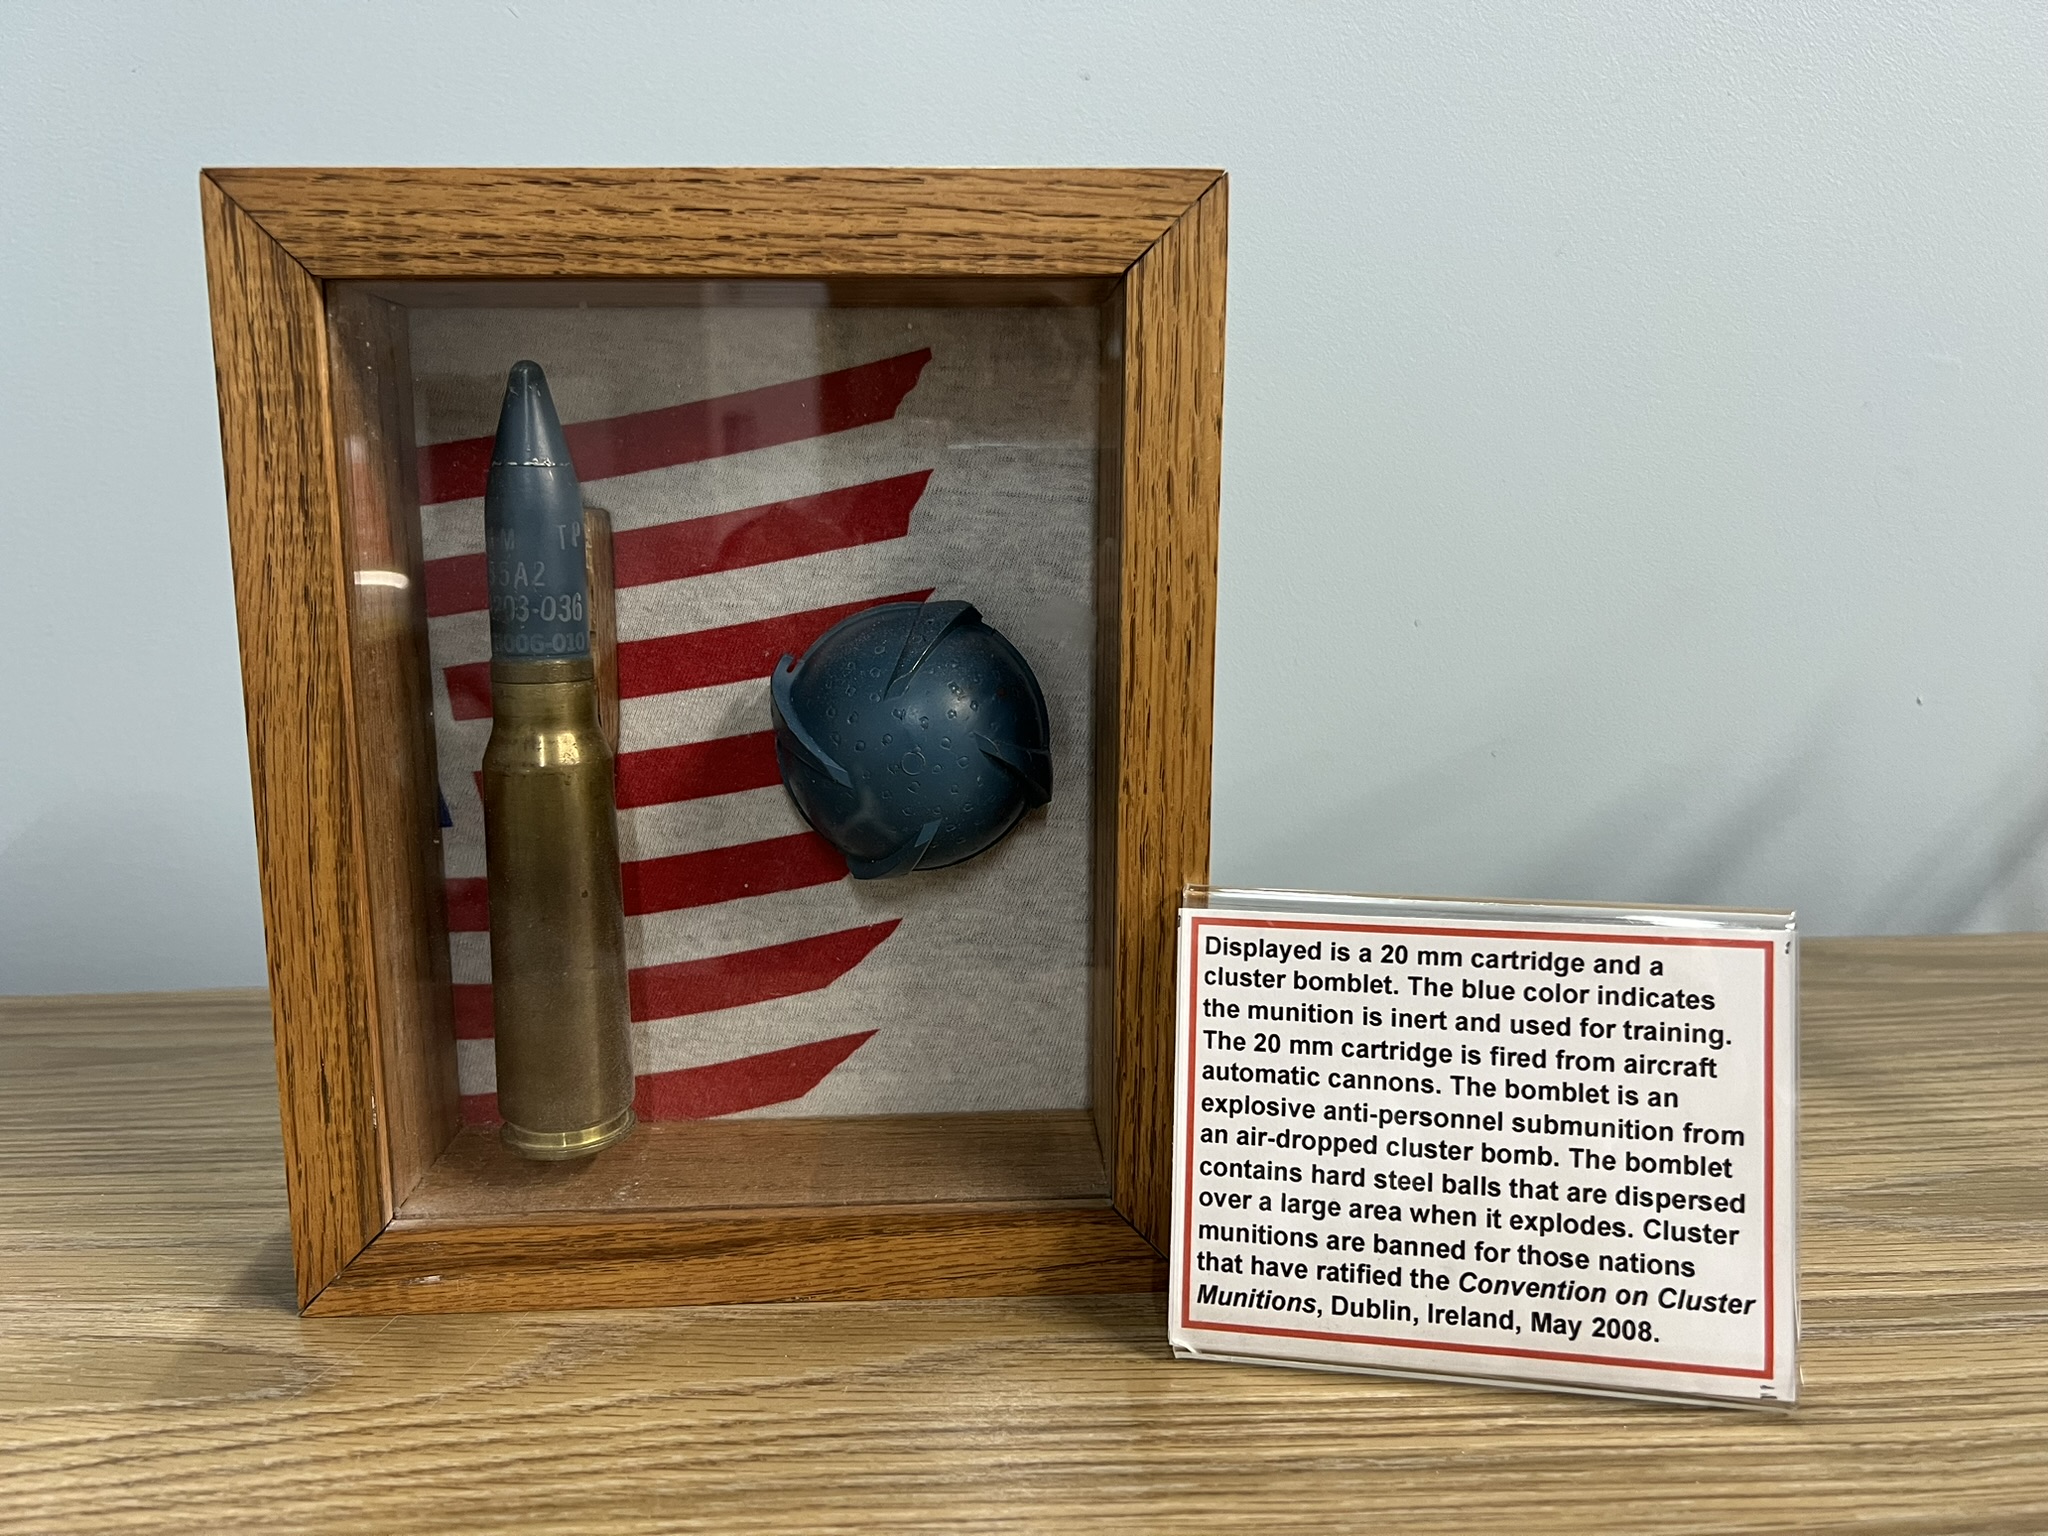 MM TP
55A2
203-036
006-010
Displayed is a 20 mm cartridge and a
cluster bomblet. The blue color indicates
the munition is inert and used for training.
The 20 mm cartridge is fired from aircraft
automatic cannons. The bomblet is an
explosive anti-personnel submunition from
an air-dropped cluster bomb. The bomblet
contains hard steel balls that are dispersed
over a large area when it explodes. Cluster
munitions are banned for those nations
that have ratified the Convention on Cluster
Munitions, Dublin, Ireland, May 2008.